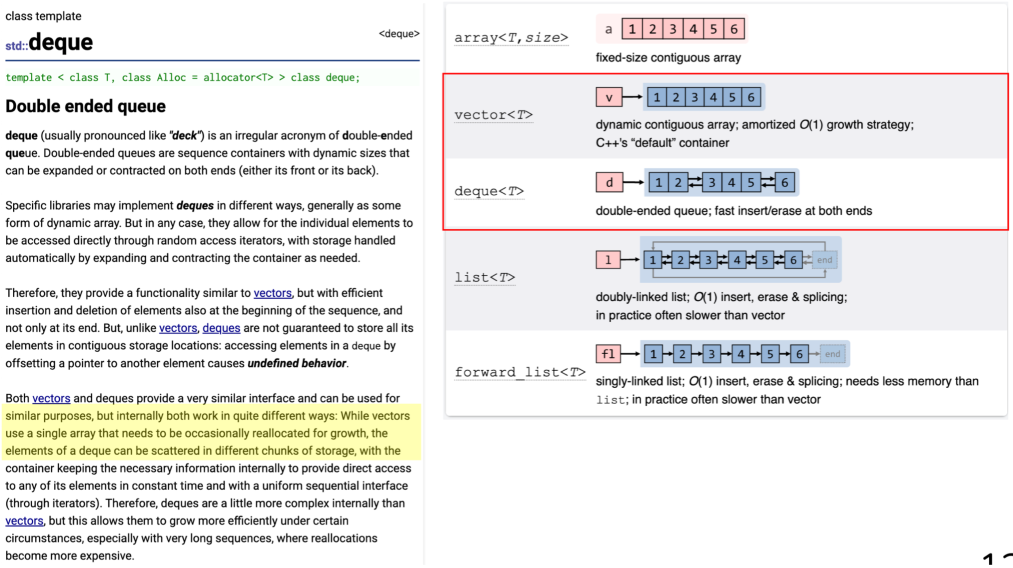 class template
<deque>
std::deque
template < class T, class Alloc = allocator<T> > class deque;
Double ended queue
deque (usually pronounced like "deck") is an irregular acronym of double-ended
queue. Double-ended queues are sequence containers with dynamic sizes that
can be expanded or contracted on both ends (either its front or its back).
Specific libraries may implement deques in different ways, generally as some
form of dynamic array. But in any case, they allow for the individual elements to
be accessed directly through random access iterators, with storage handled
automatically by expanding and contracting the container as needed.
Therefore, they provide a functionality similar to vectors, but with efficient
insertion and deletion of elements also at the beginning of the sequence, and
not only at its end. But, unlike vectors, deques are not guaranteed to store all its
elements in contiguous storage locations: accessing elements in a deque by
offsetting a pointer to another element causes undefined behavior.
Both vectors and deques provide a very similar interface and can be used for
similar purposes, but internally both work in quite different ways: While vectors
use a single array that needs to be occasionally reallocated for growth, the
elements of a deque can be scattered in different chunks of storage, with the
container keeping the necessary information internally to provide direct access
to any of its elements in constant time and with a uniform sequential interface
(through iterators). Therefore, deques are a little more complex internally than
vectors, but this allows them to grow more efficiently under certain
circumstances, especially with very long sequences, where reallocations
become more expensive.
array<T,size>
a 1 2 3 4 5 6
fixed-size contiguous array
vector<T>
v 1 2 3 4 5 6
dynamic contiguous array; amortized O(1) growth strategy;
C++'s “default” container
deque<T>
d 1 2 3 4 5 6
double-ended queue; fast insert/erase at both ends
list<T>
l 1 2 3 4 5 6 end
doubly-linked list; O(1) insert, erase & splicing;
in practice often slower than vector
forward_list<T>
fl 1 2 3 4 5 6 end
singly-linked list; O(1) insert, erase & splicing; needs less memory than
list; in practice often slower than vector